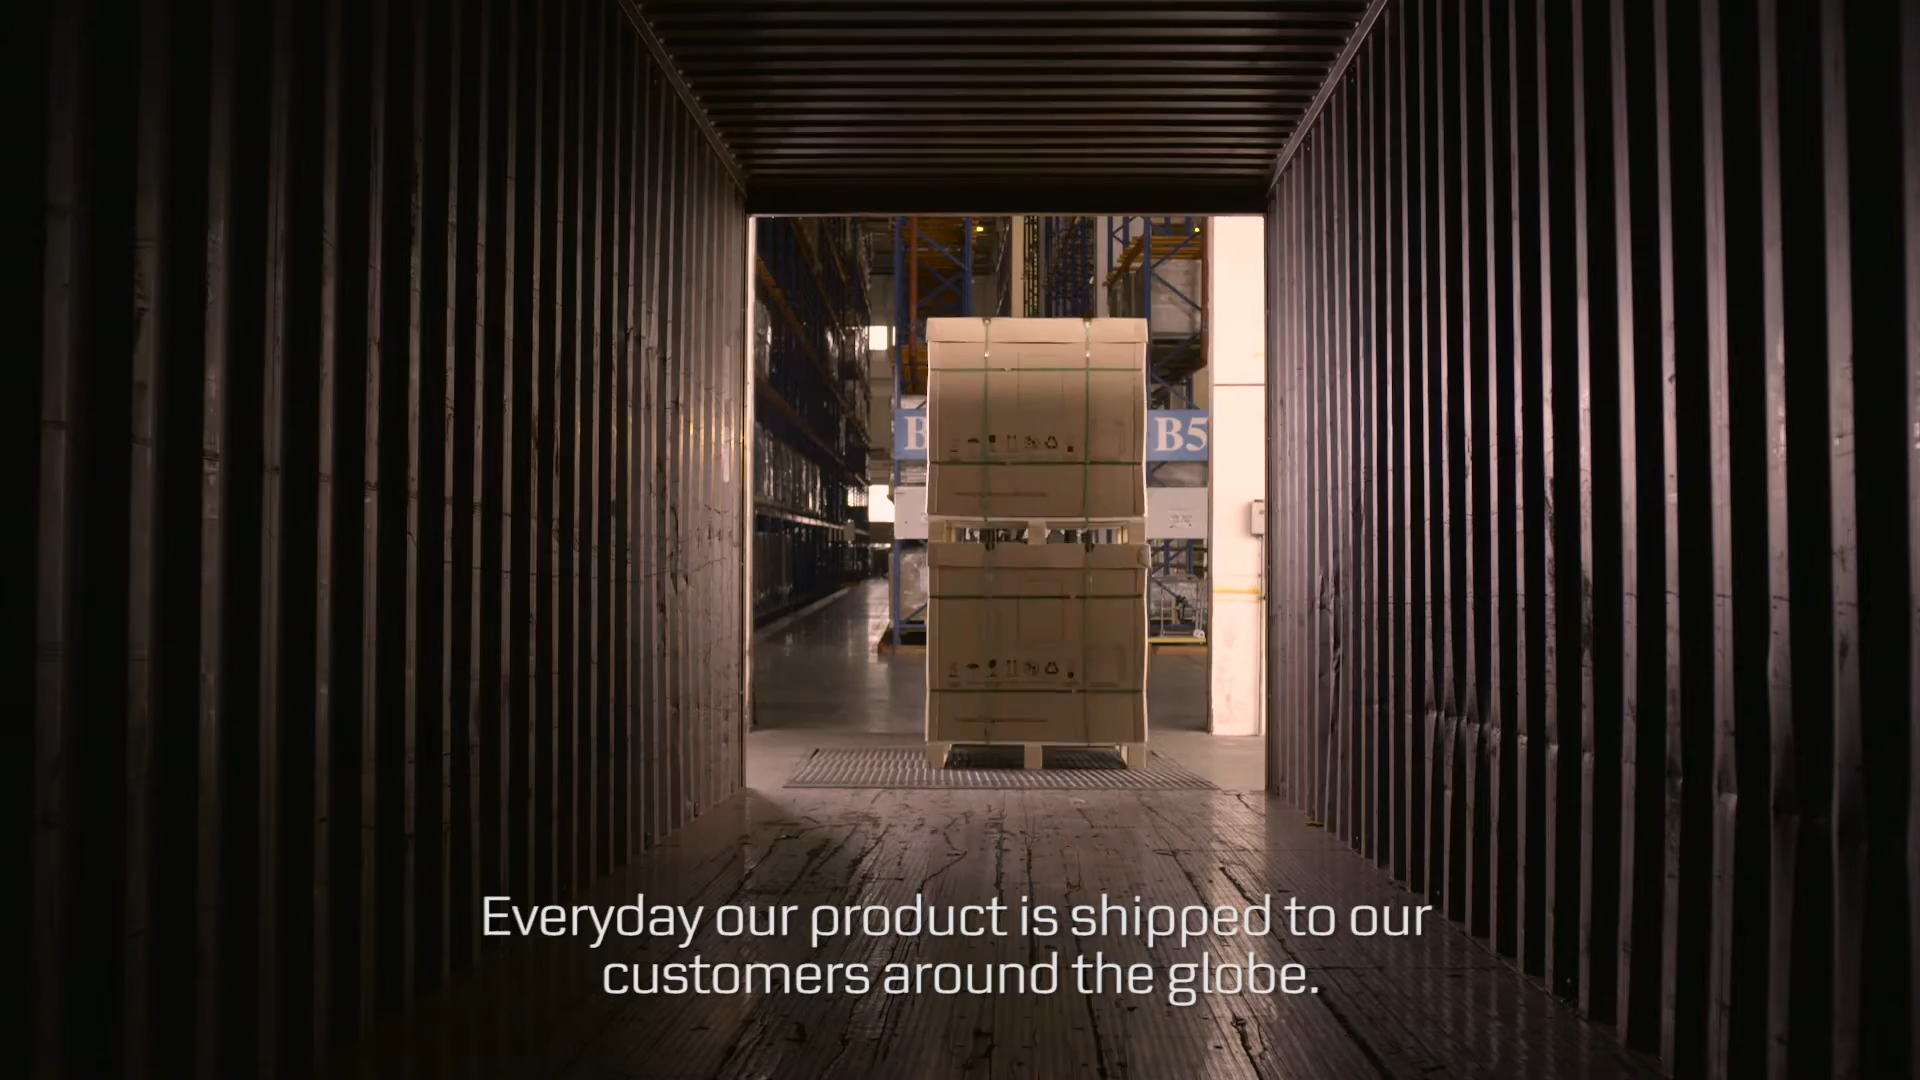 B
B5
Everyday our product is shipped to our
customers around the globe.